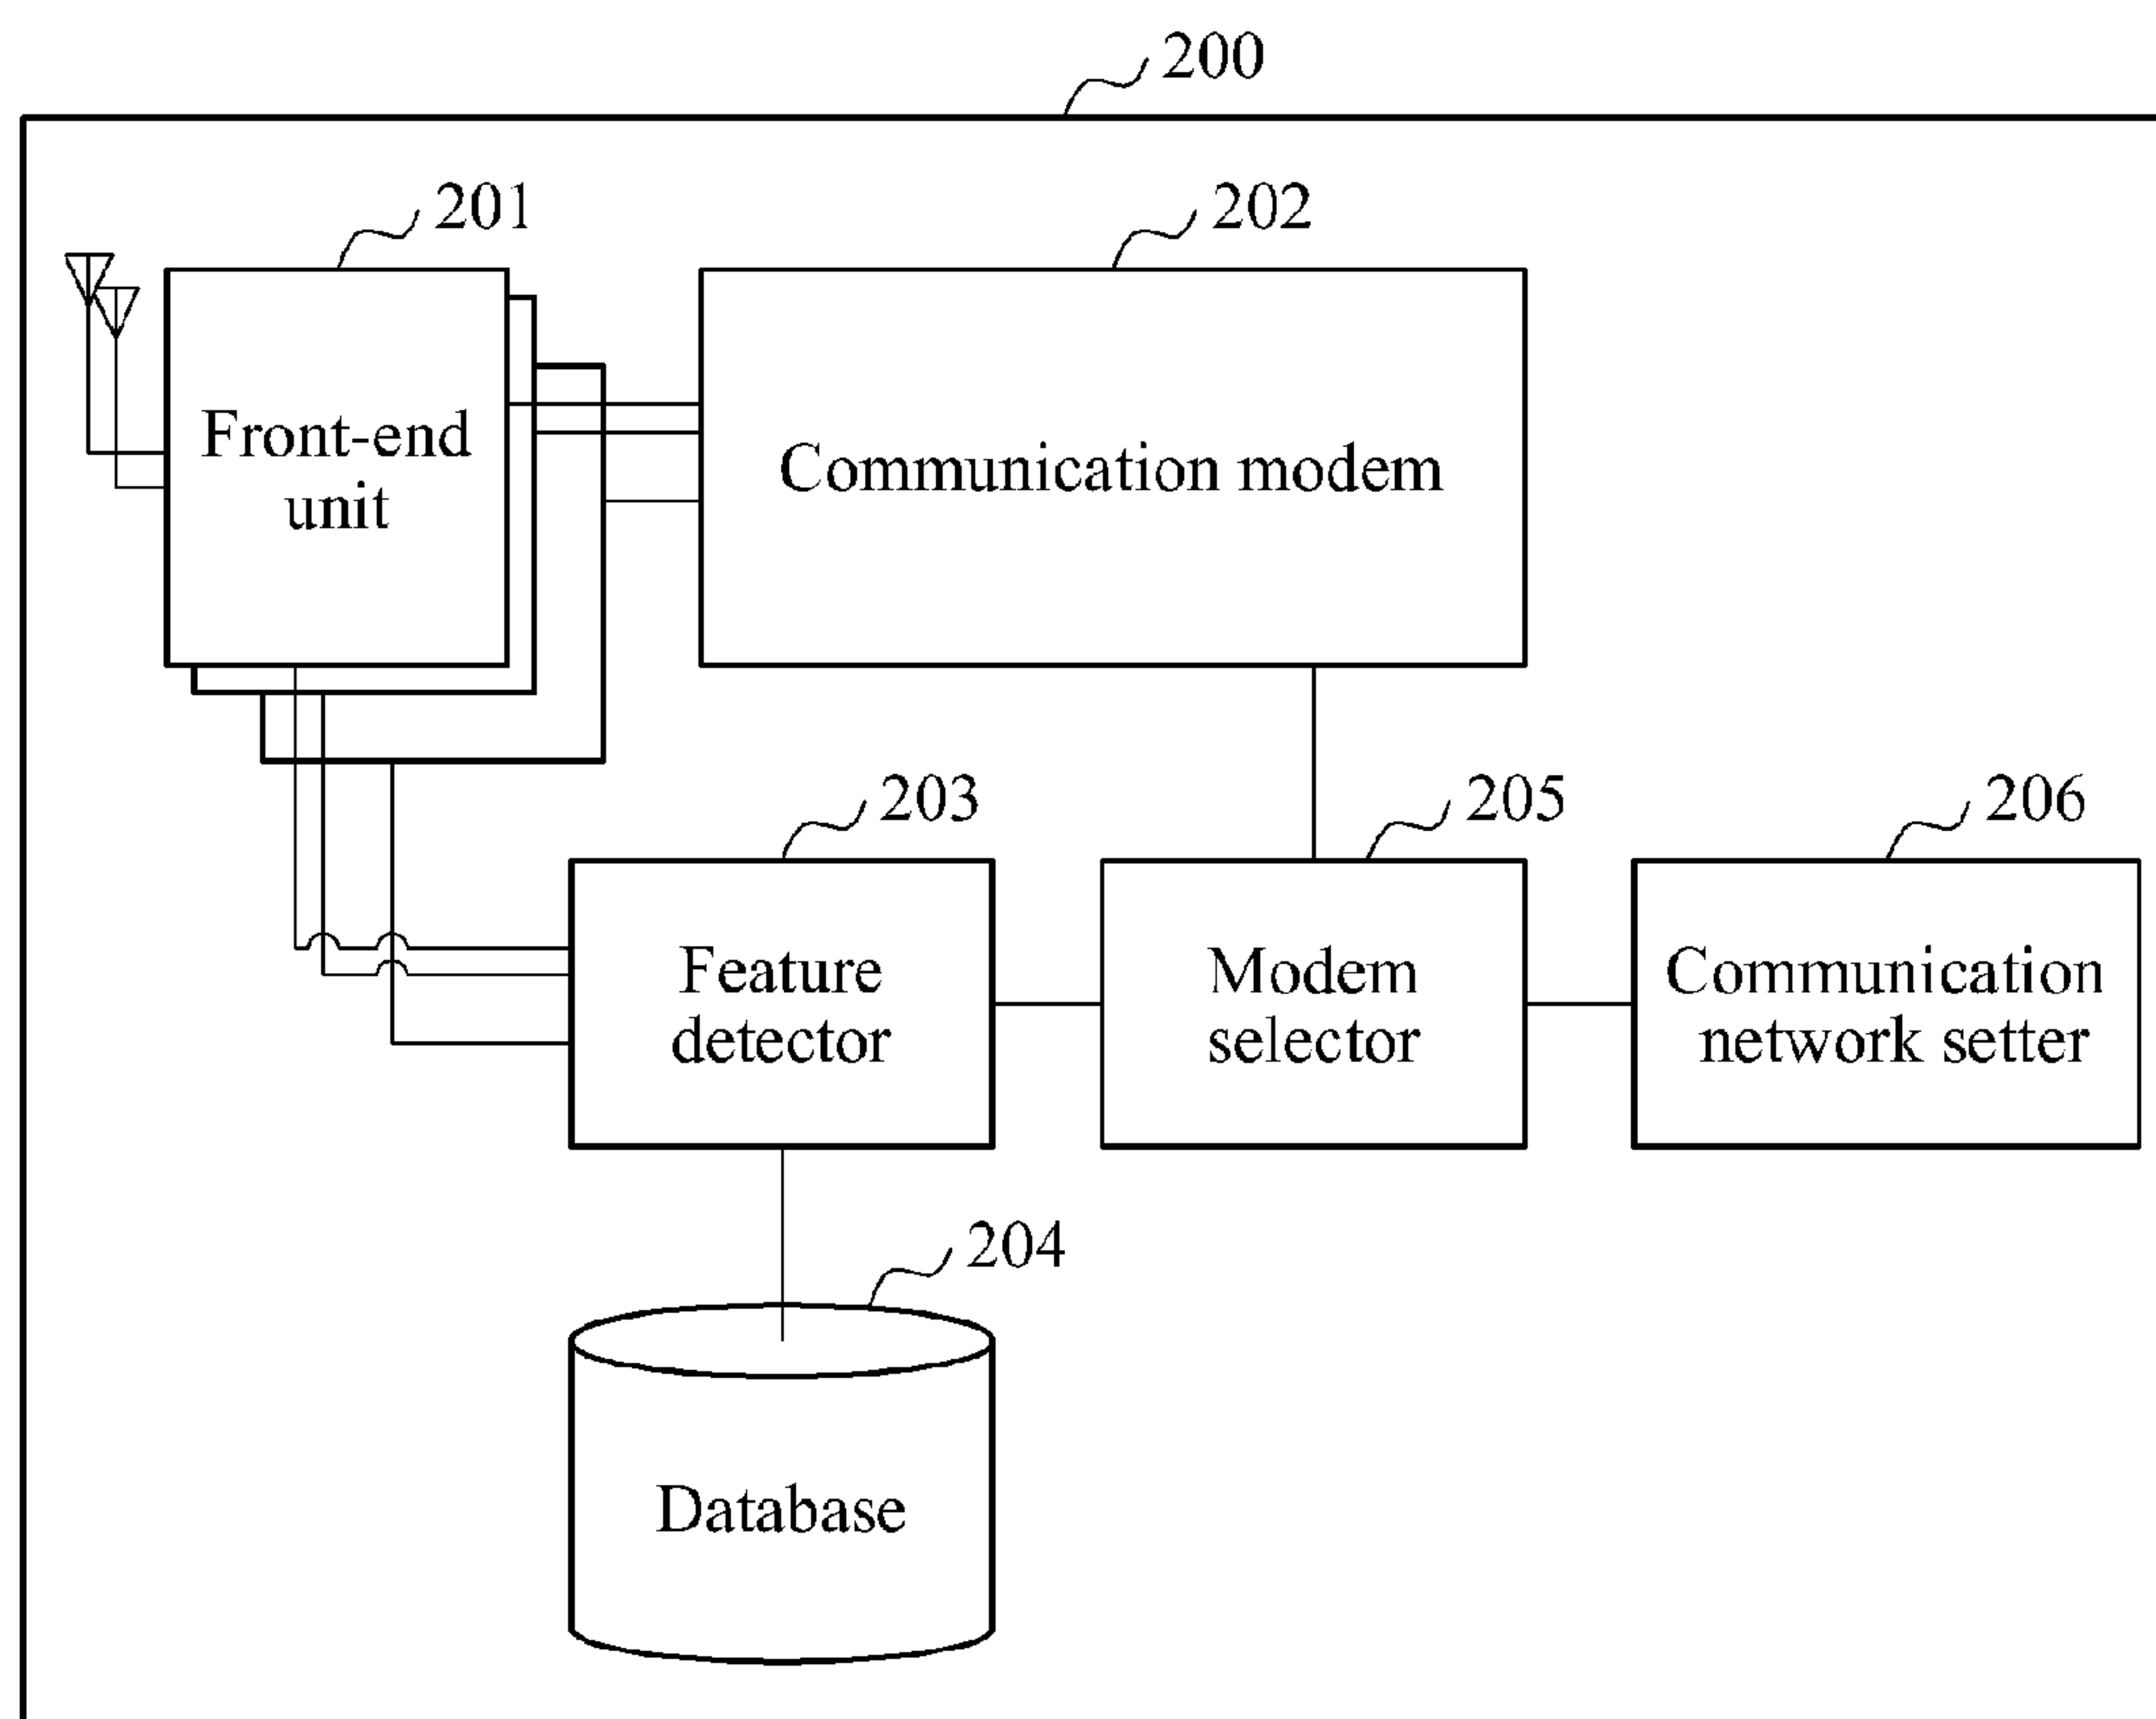 200
201
202
Front-end
unit
Communication modem
203
205
206
Feature
detector
Modem
selector
Communication
network setter
204
Database